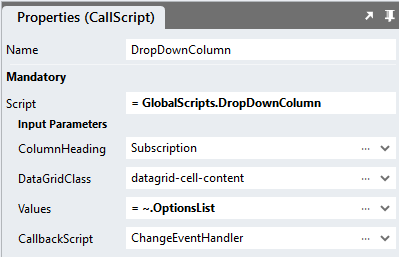 Properties (CallScript)
Name DropDownColumn
Mandatory
Script = GlobalScripts.DropDownColumn
Input Parameters
ColumnHeading Subscription ...
DataGridClass datagrid-cell-content ...
Values = ~.OptionsList ...
CallbackScript ChangeEventHandler ...